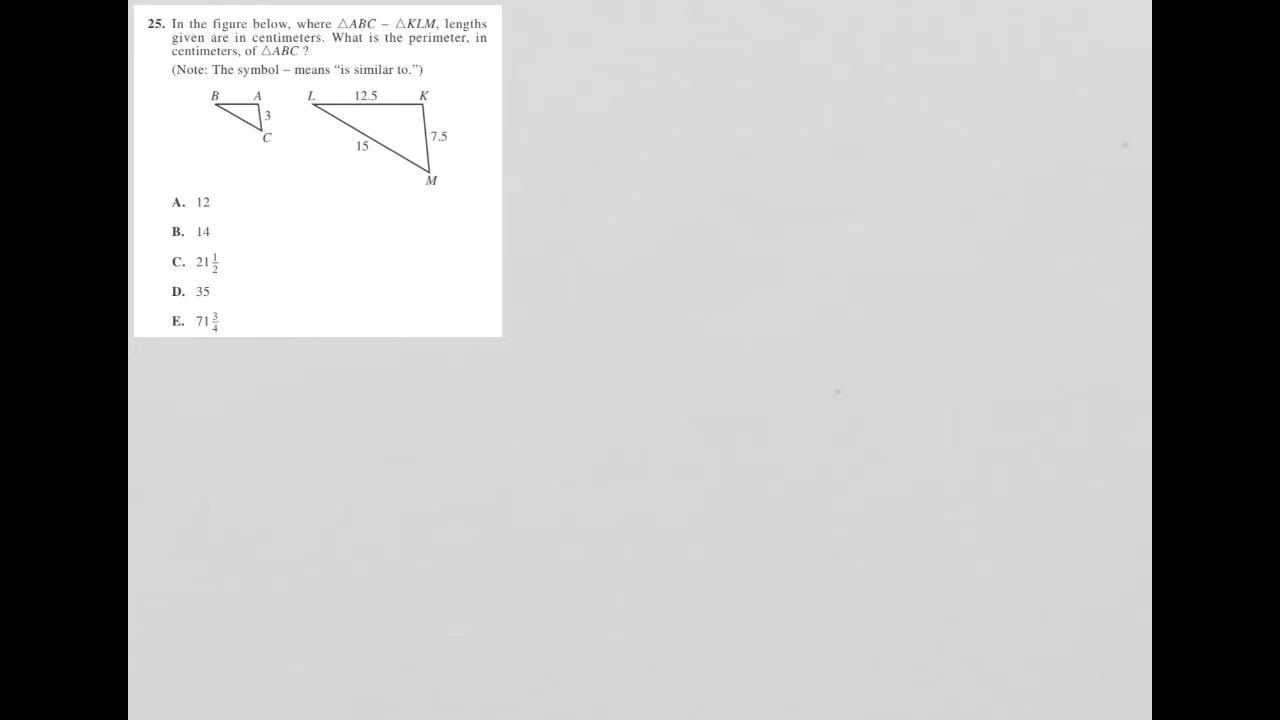 25. In the figure below, where △ABC ~ △KLM, lengths
given are in centimeters. What is the perimeter, in
centimeters, of △ABC ?
(Note: The symbol ~ means “is similar to.”)
B A L 12.5 K
3
C 15 7.5
M
A. 12
B. 14
C. 21 1/2
D. 35
E. 71 3/4